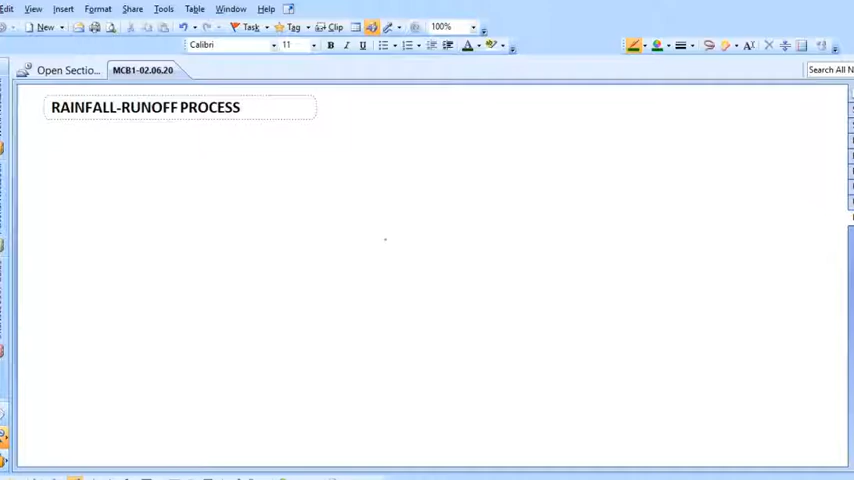 Edit View Insert Format Share Tools Table Window Help
New Task Tag Clip 100%
Calibri 11 B I U A
Open Sectio... MCB1-02.06.20 Search All N
RAINFALL-RUNOFF PROCESS